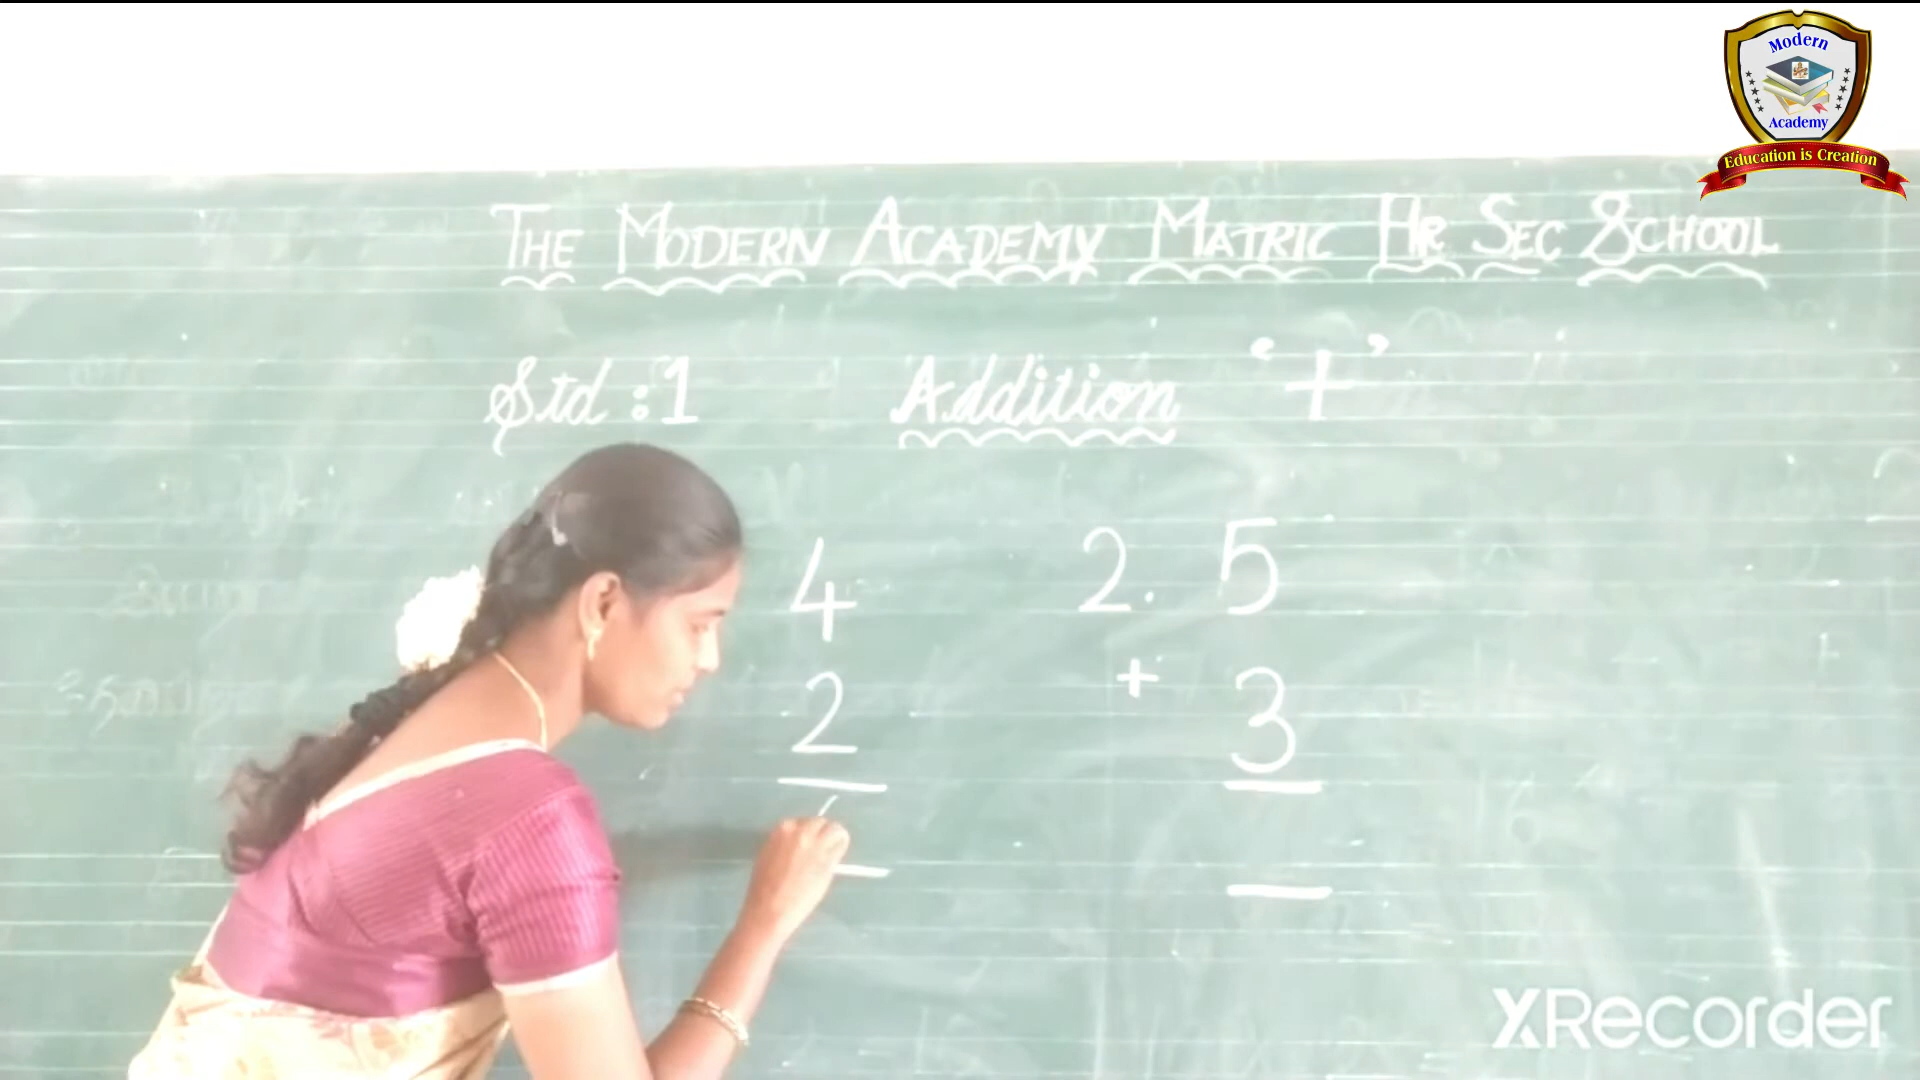 Modern
Academy
Education is Creation
THE MODERN ACADEMY MATRIC HR SEC SCHOOL
Std : 1 Addition ‘+’
4 2. 5
2 + 3
XRecorder